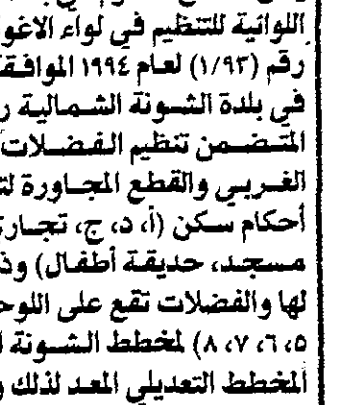 اللوائية للتنظيم في لواء الاغو
رقم (١/٩٣) لعام ١٩٩٤ الموافقة
في بلدة الشونة الشمالية ر
المتضمن تنظيم الفضلات
الغربي والقطع المجاورة لت
أحكام سكن (أ، د، ج، تجار
مسجد، حديقة أطفال) وذ
لها والفضلات تقع على اللوح
٥، ٦، ٧، ٨) لمخطط الشونة ا
المخطط التعديلي المعد لذلك و